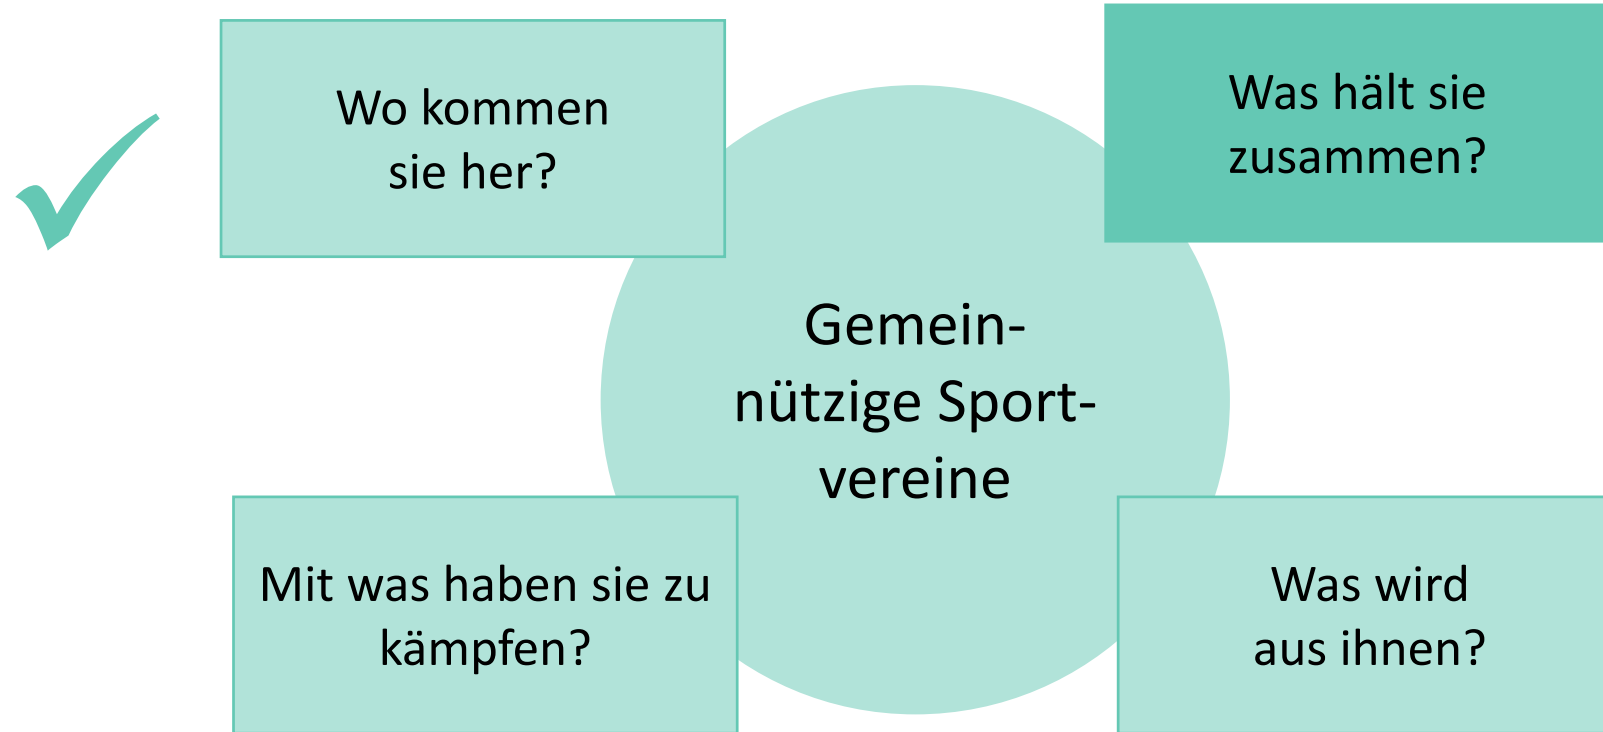 Wo kommen
sie her?
Was hält sie
zusammen?
Gemein-
nützige Sport-
vereine
Mit was haben sie zu
kämpfen?
Was wird
aus ihnen?